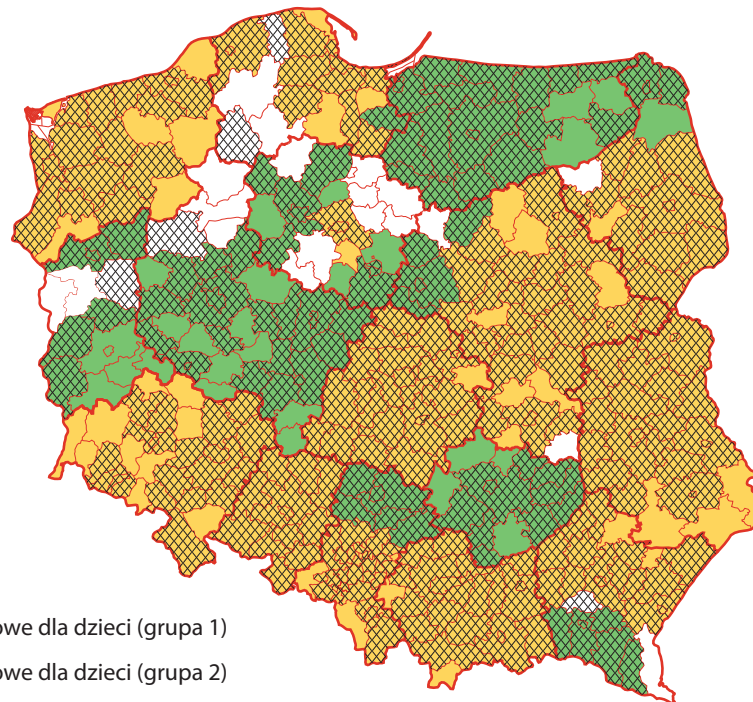 owe dla dzieci (grupa 1)
owe dla dzieci (grupa 2)